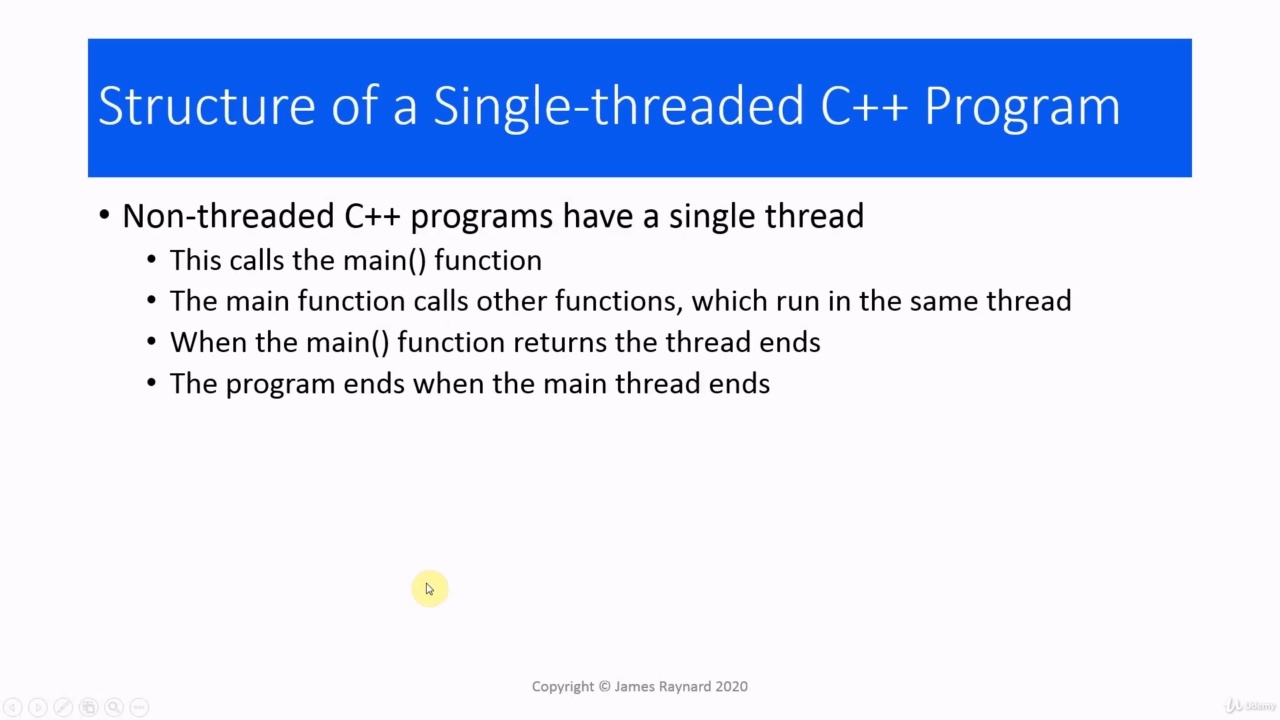 Structure of a Single-threaded C++ Program
• Non-threaded C++ programs have a single thread
• This calls the main() function
• The main function calls other functions, which run in the same thread
• When the main() function returns the thread ends
• The program ends when the main thread ends
Copyright © James Raynard 2020
Udemy